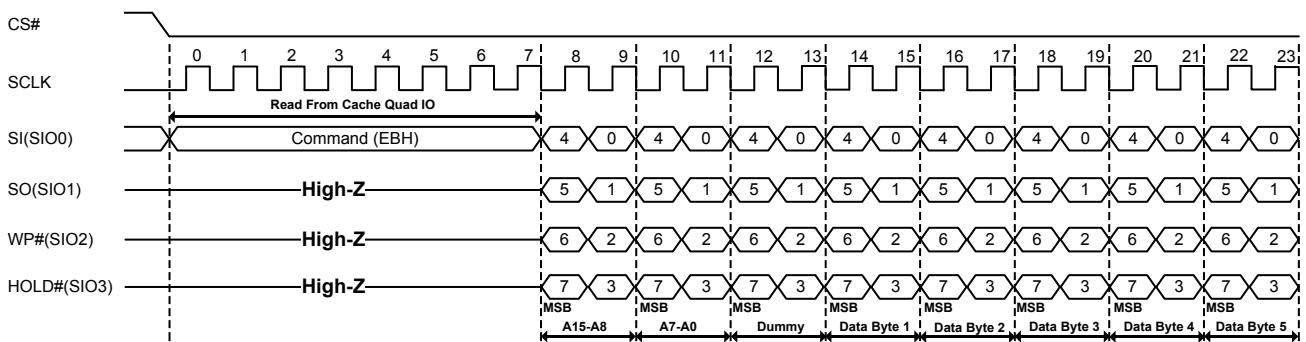 CS#
0 1 2 3 4 5 6 7 8 9 10 11 12 13 14 15 16 17 18 19 20 21 22 23
SCLK
Read From Cache Quad IO
SI(SIO0) Command (EBH) 4 0 4 0 4 0 4 0 4 0 4 0 4 0 4 0
SO(SIO1) High-Z 5 1 5 1 5 1 5 1 5 1 5 1 5 1 5 1
WP#(SIO2) High-Z 6 2 6 2 6 2 6 2 6 2 6 2 6 2 6 2
HOLD#(SIO3) High-Z 7 3 7 3 7 3 7 3 7 3 7 3 7 3 7 3
MSB MSB MSB MSB MSB MSB MSB MSB
A15-A8 A7-A0 Dummy Data Byte 1 Data Byte 2 Data Byte 3 Data Byte 4 Data Byte 5